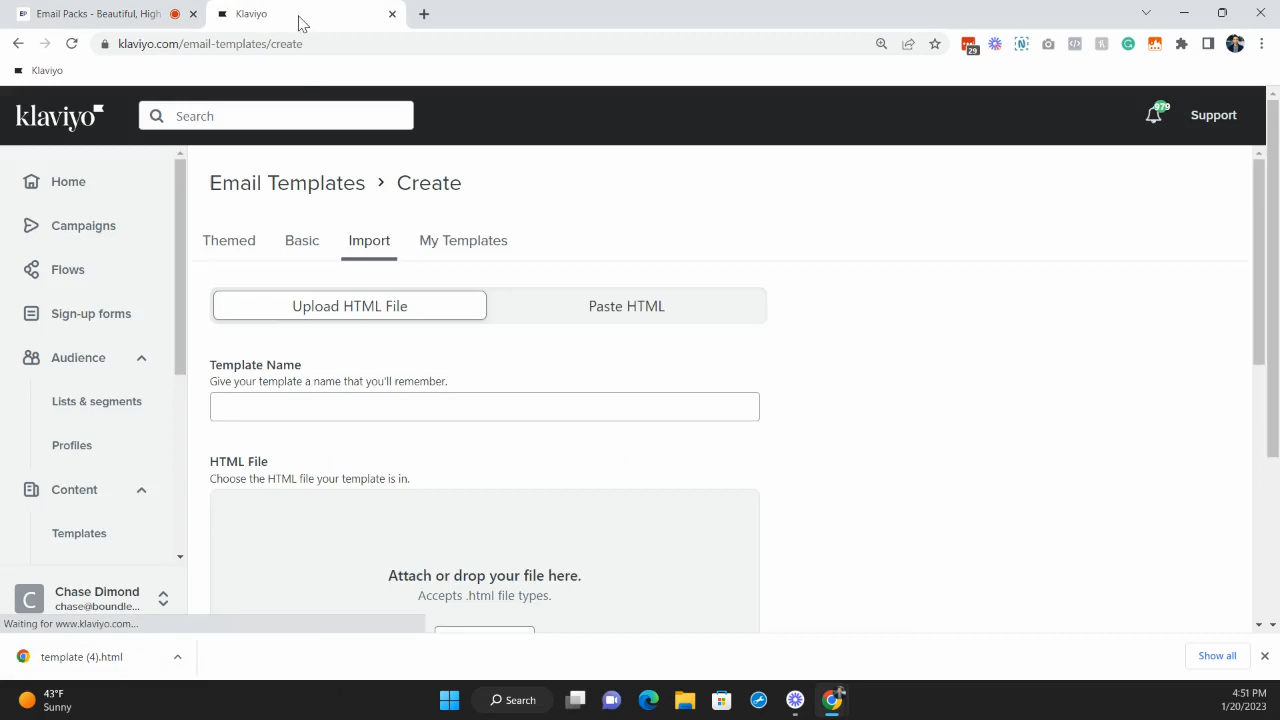 EP Email Packs - Beautiful, High
Klaviyo
klaviyo.com/email-templates/create
29
Klaviyo
klaviyo
Search
979
Support
Home
Campaigns
Flows
Sign-up forms
Audience
Lists & segments
Profiles
Content
Templates
C
Chase Dimond
chase@boundle...
Email Templates > Create
Themed
Basic
Import
My Templates
Upload HTML File
Paste HTML
Template Name
Give your template a name that you'll remember.
HTML File
Choose the HTML file your template is in.
Attach or drop your file here.
Accepts .html file types.
Waiting for www.klaviyo.com...
template (4).html
Show all
43°F
Sunny
Search
4:51 PM
1/20/2023